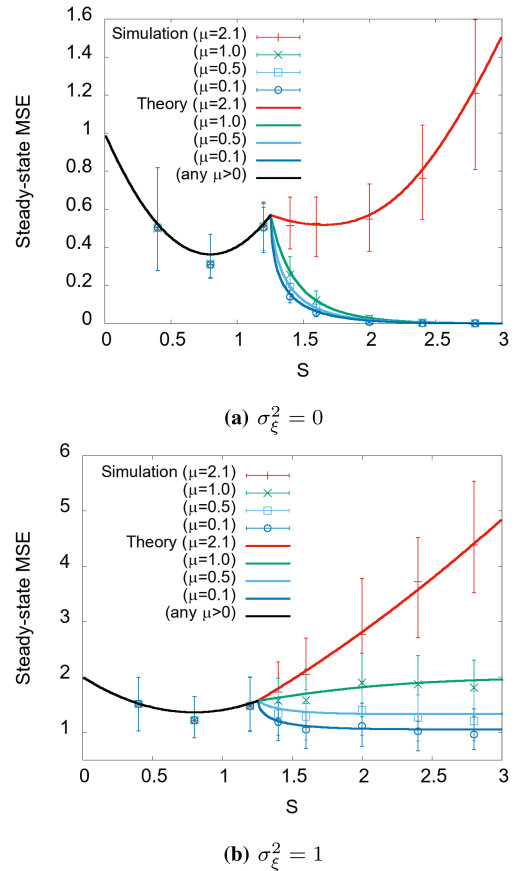 1.6
1.4
1.2
1
0.8
0.6
0.4
0.2
0
Steady-state MSE
Simulation (μ=2.1)
(μ=1.0)
(μ=0.5)
(μ=0.1)
Theory (μ=2.1)
(μ=1.0)
(μ=0.5)
(μ=0.1)
(any μ>0)
0 0.5 1 1.5 2 2.5 3
S
(a) σ_ξ^2 = 0
6
5
4
3
2
1
Steady-state MSE
Simulation (μ=2.1)
(μ=1.0)
(μ=0.5)
(μ=0.1)
Theory (μ=2.1)
(μ=1.0)
(μ=0.5)
(μ=0.1)
(any μ>0)
0 0.5 1 1.5 2 2.5 3
S
(b) σ_ξ^2 = 1